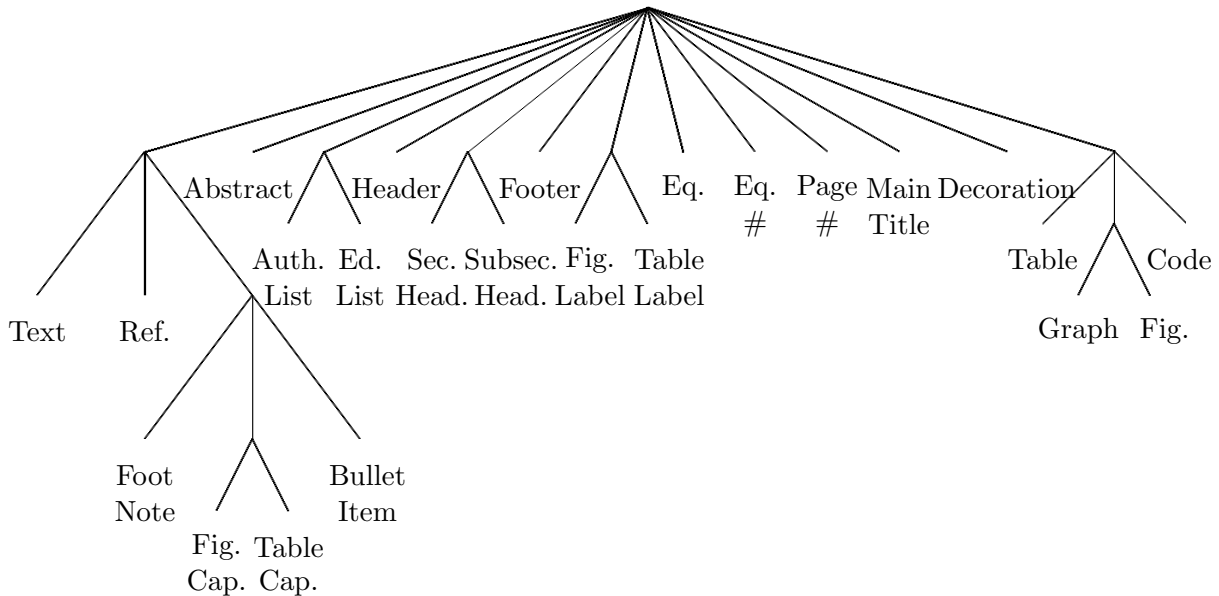 Abstract
Header
Footer
Eq.
Eq.
#
Page
#
Main
Title
Decoration
Auth.
List
Ed.
List
Sec.
Head.
Subsec.
Head.
Fig.
Label
Table
Label
Table
Code
Text
Ref.
Graph
Fig.
Foot
Note
Bullet
Item
Fig.
Cap.
Table
Cap.